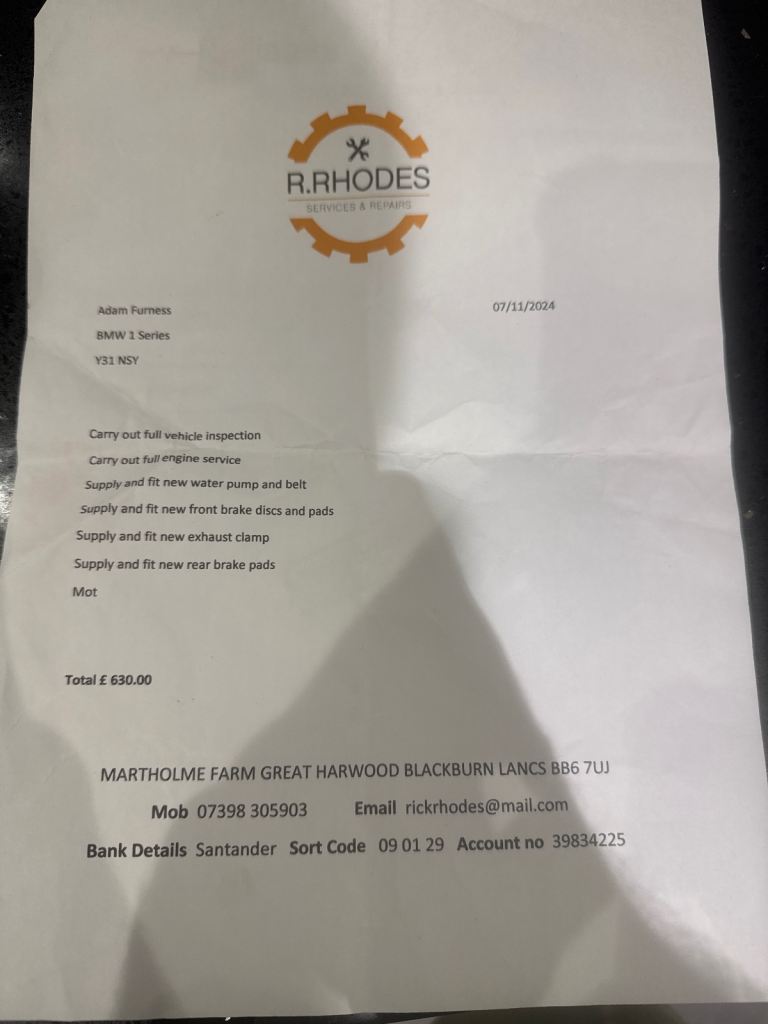 R.RHODES
SERVICES & REPAIRS
Adam Furness 07/11/2024
BMW 1 Series
Y31 NSY
Carry out full vehicle inspection
Carry out full engine service
Supply and fit new water pump and belt
Supply and fit new front brake discs and pads
Supply and fit new exhaust clamp
Supply and fit new rear brake pads
Mot
Total £ 630.00
MARTHOLME FARM GREAT HARWOOD BLACKBURN LANCS BB6 7UJ
Mob 07398 305903 Email rickrhodes@mail.com
Bank Details Santander Sort Code 09 01 29 Account no 39834225